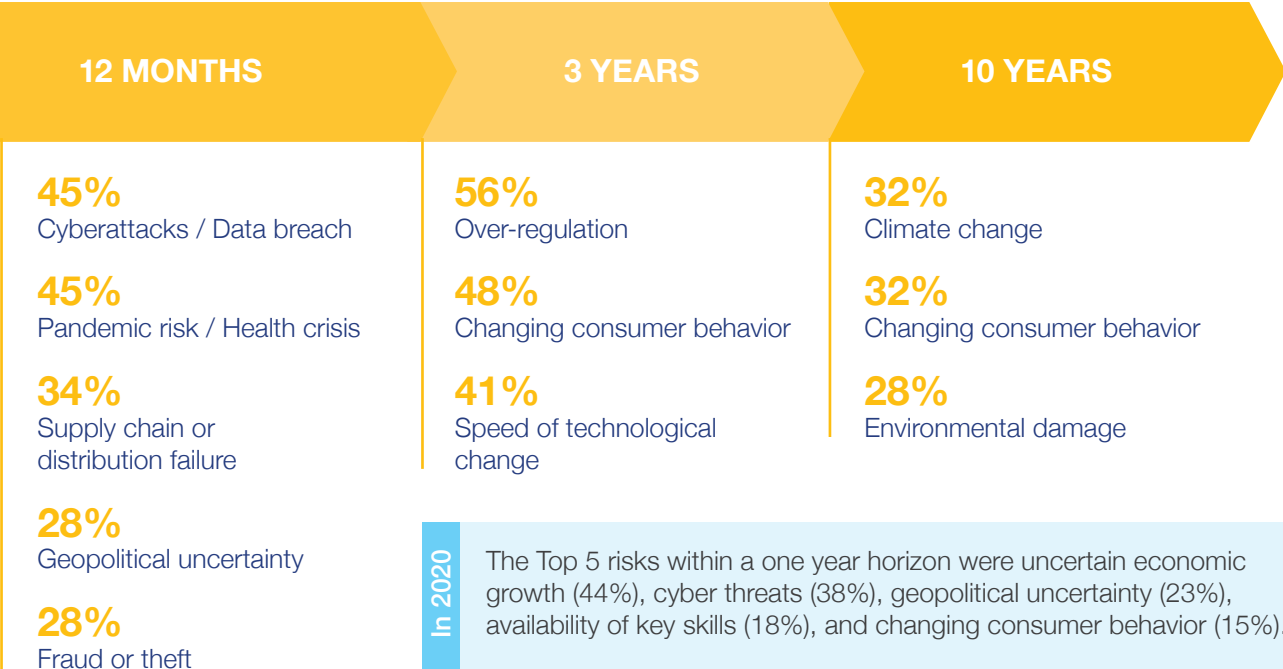 12 MONTHS
3 YEARS
10 YEARS
45%
Cyberattacks / Data breach
45%
Pandemic risk / Health crisis
34%
Supply chain or
distribution failure
28%
Geopolitical uncertainty
28%
Fraud or theft
56%
Over-regulation
48%
Changing consumer behavior
41%
Speed of technological
change
32%
Climate change
32%
Changing consumer behavior
28%
Environmental damage
In 2020
The Top 5 risks within a one year horizon were uncertain economic
growth (44%), cyber threats (38%), geopolitical uncertainty (23%),
availability of key skills (18%), and changing consumer behavior (15%).